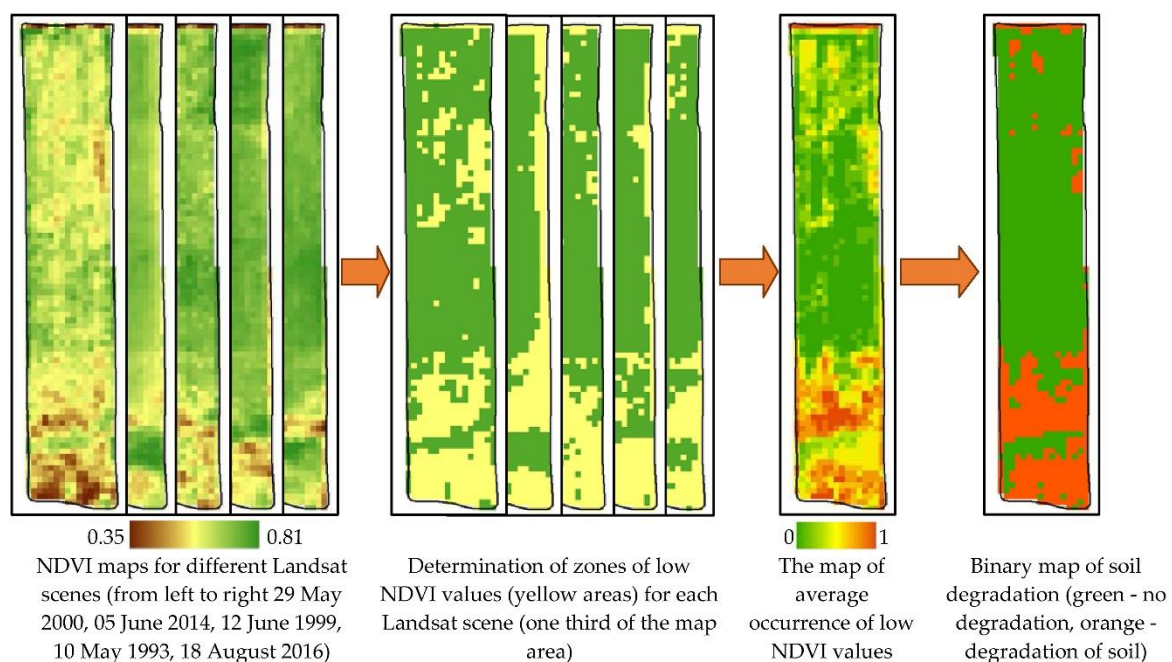 0.35 0.81
NDVI maps for different Landsat
scenes (from left to right 29 May
2000, 05 June 2014, 12 June 1999,
10 May 1993, 18 August 2016)
Determination of zones of low
NDVI values (yellow areas) for each
Landsat scene (one third of the map
area)
0 1
The map of
average
occurrence of low
NDVI values
Binary map of soil
degradation (green - no
degradation, orange -
degradation of soil)